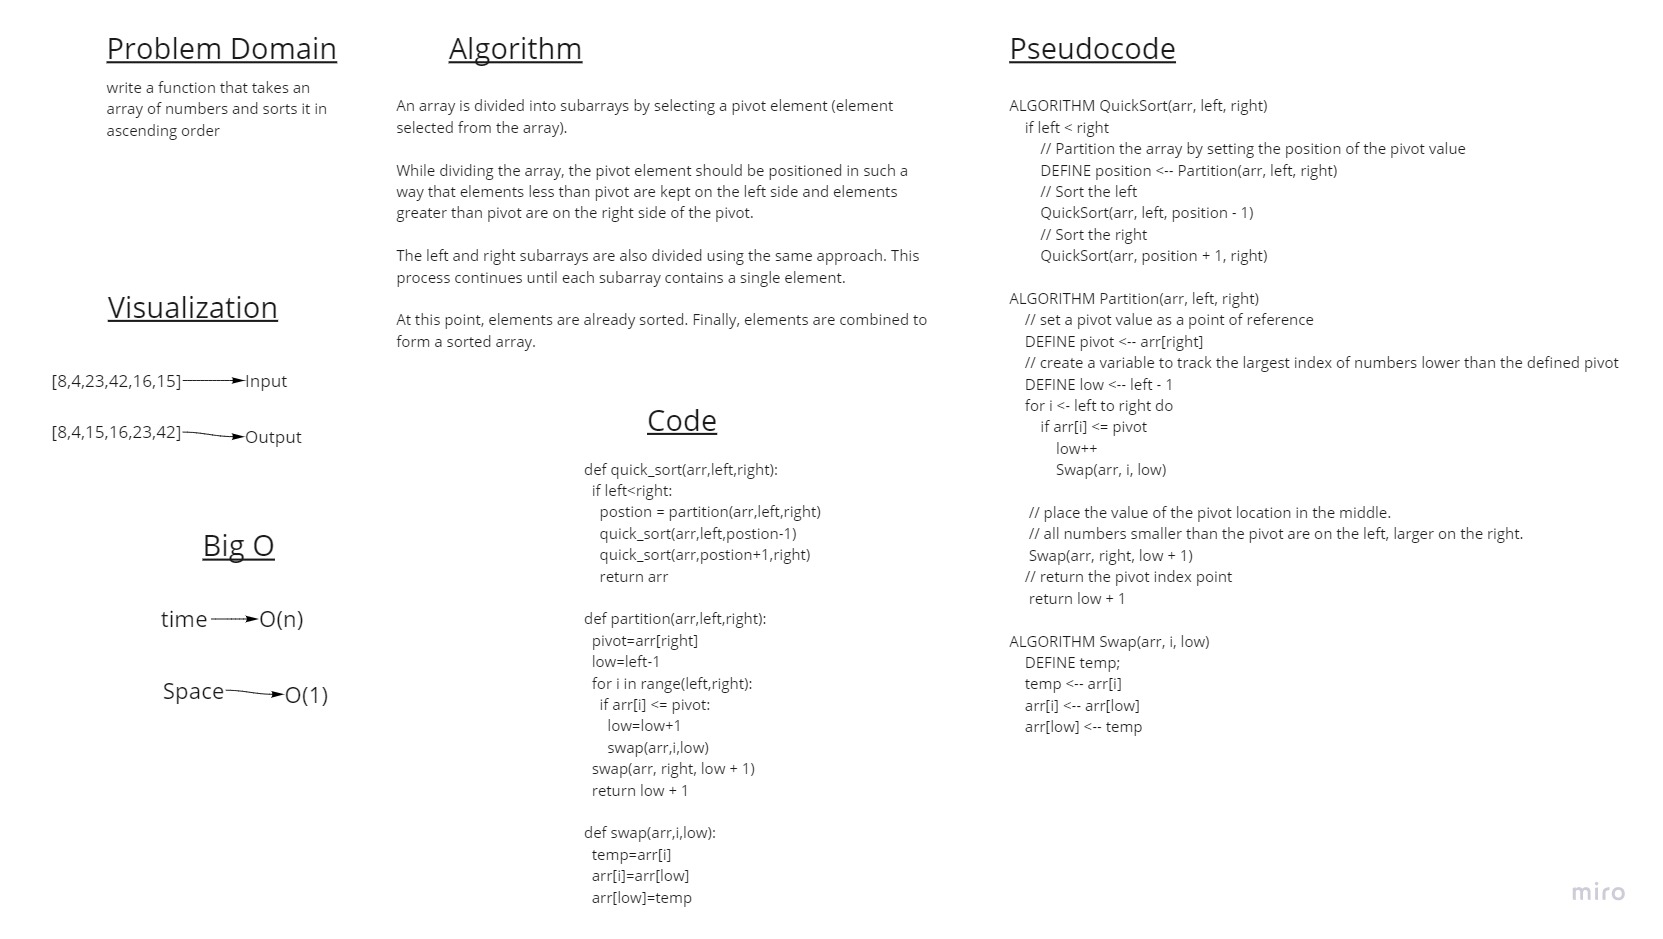 Problem Domain
write a function that takes an
array of numbers and sorts it in
ascending order
Visualization
[8,4,23,42,16,15] Input
[8,4,15,16,23,42] Output
Big O
time O(n)
Space O(1)
Algorithm
An array is divided into subarrays by selecting a pivot element (element
selected from the array).
While dividing the array, the pivot element should be positioned in such a
way that elements less than pivot are kept on the left side and elements
greater than pivot are on the right side of the pivot.
The left and right subarrays are also divided using the same approach. This
process continues until each subarray contains a single element.
At this point, elements are already sorted. Finally, elements are combined to
form a sorted array.
Code
def quick_sort(arr,left,right):
if left<right:
postion = partition(arr,left,right)
quick_sort(arr,left,postion-1)
quick_sort(arr,postion+1,right)
return arr
def partition(arr,left,right):
pivot=arr[right]
low=left-1
for i in range(left,right):
if arr[i] <= pivot:
low=low+1
swap(arr,i,low)
swap(arr, right, low + 1)
return low + 1
def swap(arr,i,low):
temp=arr[i]
arr[i]=arr[low]
arr[low]=temp
Pseudocode
ALGORITHM QuickSort(arr, left, right)
if left < right
// Partition the array by setting the position of the pivot value
DEFINE position <-- Partition(arr, left, right)
// Sort the left
QuickSort(arr, left, position - 1)
// Sort the right
QuickSort(arr, position + 1, right)
ALGORITHM Partition(arr, left, right)
// set a pivot value as a point of reference
DEFINE pivot <-- arr[right]
// create a variable to track the largest index of numbers lower than the defined pivot
DEFINE low <-- left - 1
for i <- left to right do
if arr[i] <= pivot
low++
Swap(arr, i, low)
// place the value of the pivot location in the middle.
// all numbers smaller than the pivot are on the left, larger on the right.
Swap(arr, right, low + 1)
// return the pivot index point
return low + 1
ALGORITHM Swap(arr, i, low)
DEFINE temp;
temp <-- arr[i]
arr[i] <-- arr[low]
arr[low] <-- temp
miro